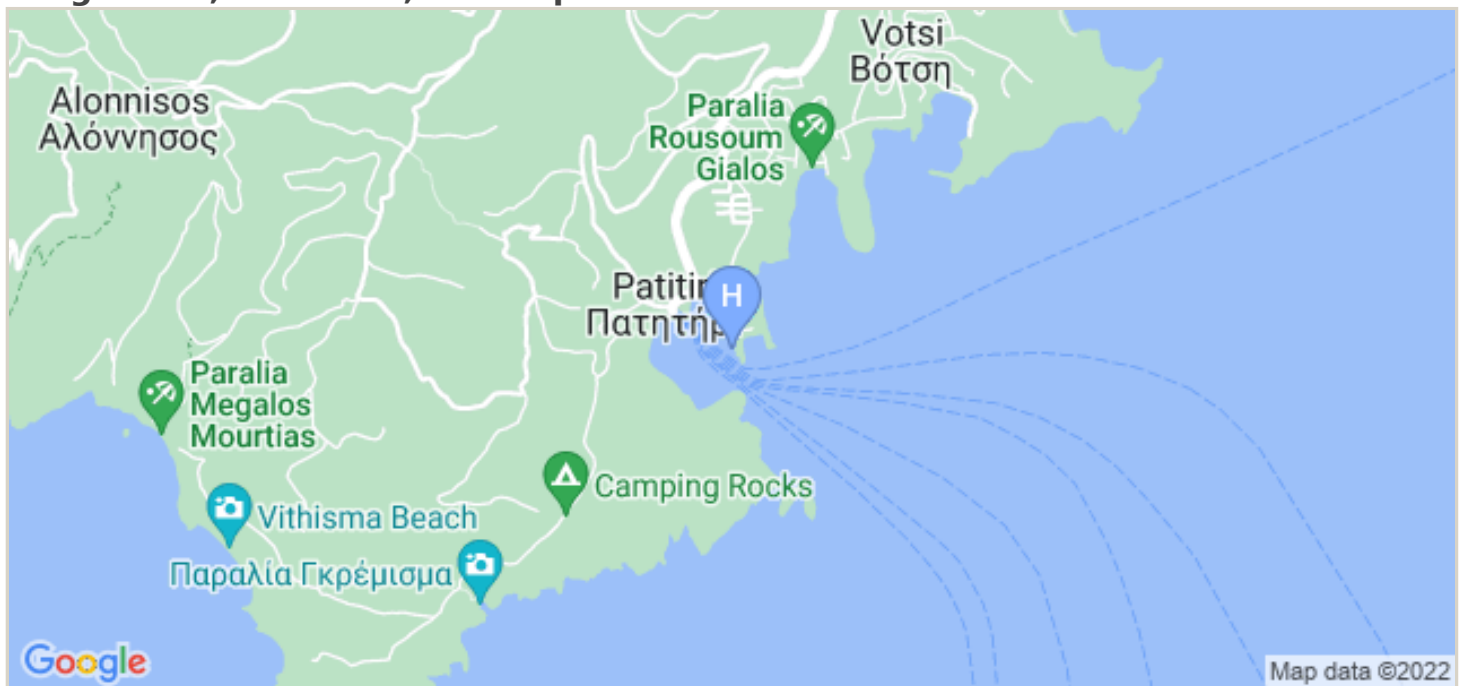 Votsi
Βότση
Alonnisos
Αλόννησος
Paralia
Rousoum
Gialos
H
Paralia
Megalos
Mourtias
Camping Rocks
Vithisma Beach
Παραλία Γκρέμισμα
Google
Map data ©2022